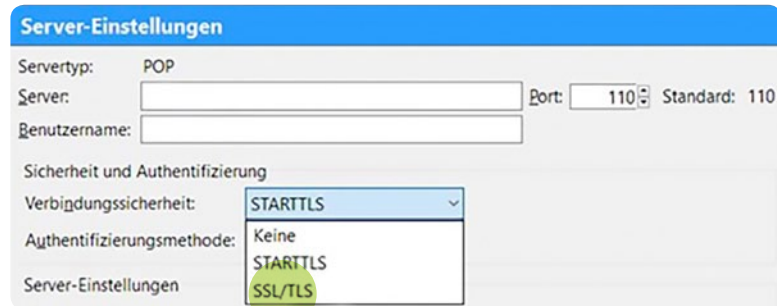 Server-Einstellungen
Servertyp: POP
Server: Port: 110 Standard: 110
Benutzername:
Sicherheit und Authentifizierung
Verbindungssicherheit: STARTTLS
Authentifizierungsmethode: Keine
STARTTLS
Server-Einstellungen SSL/TLS